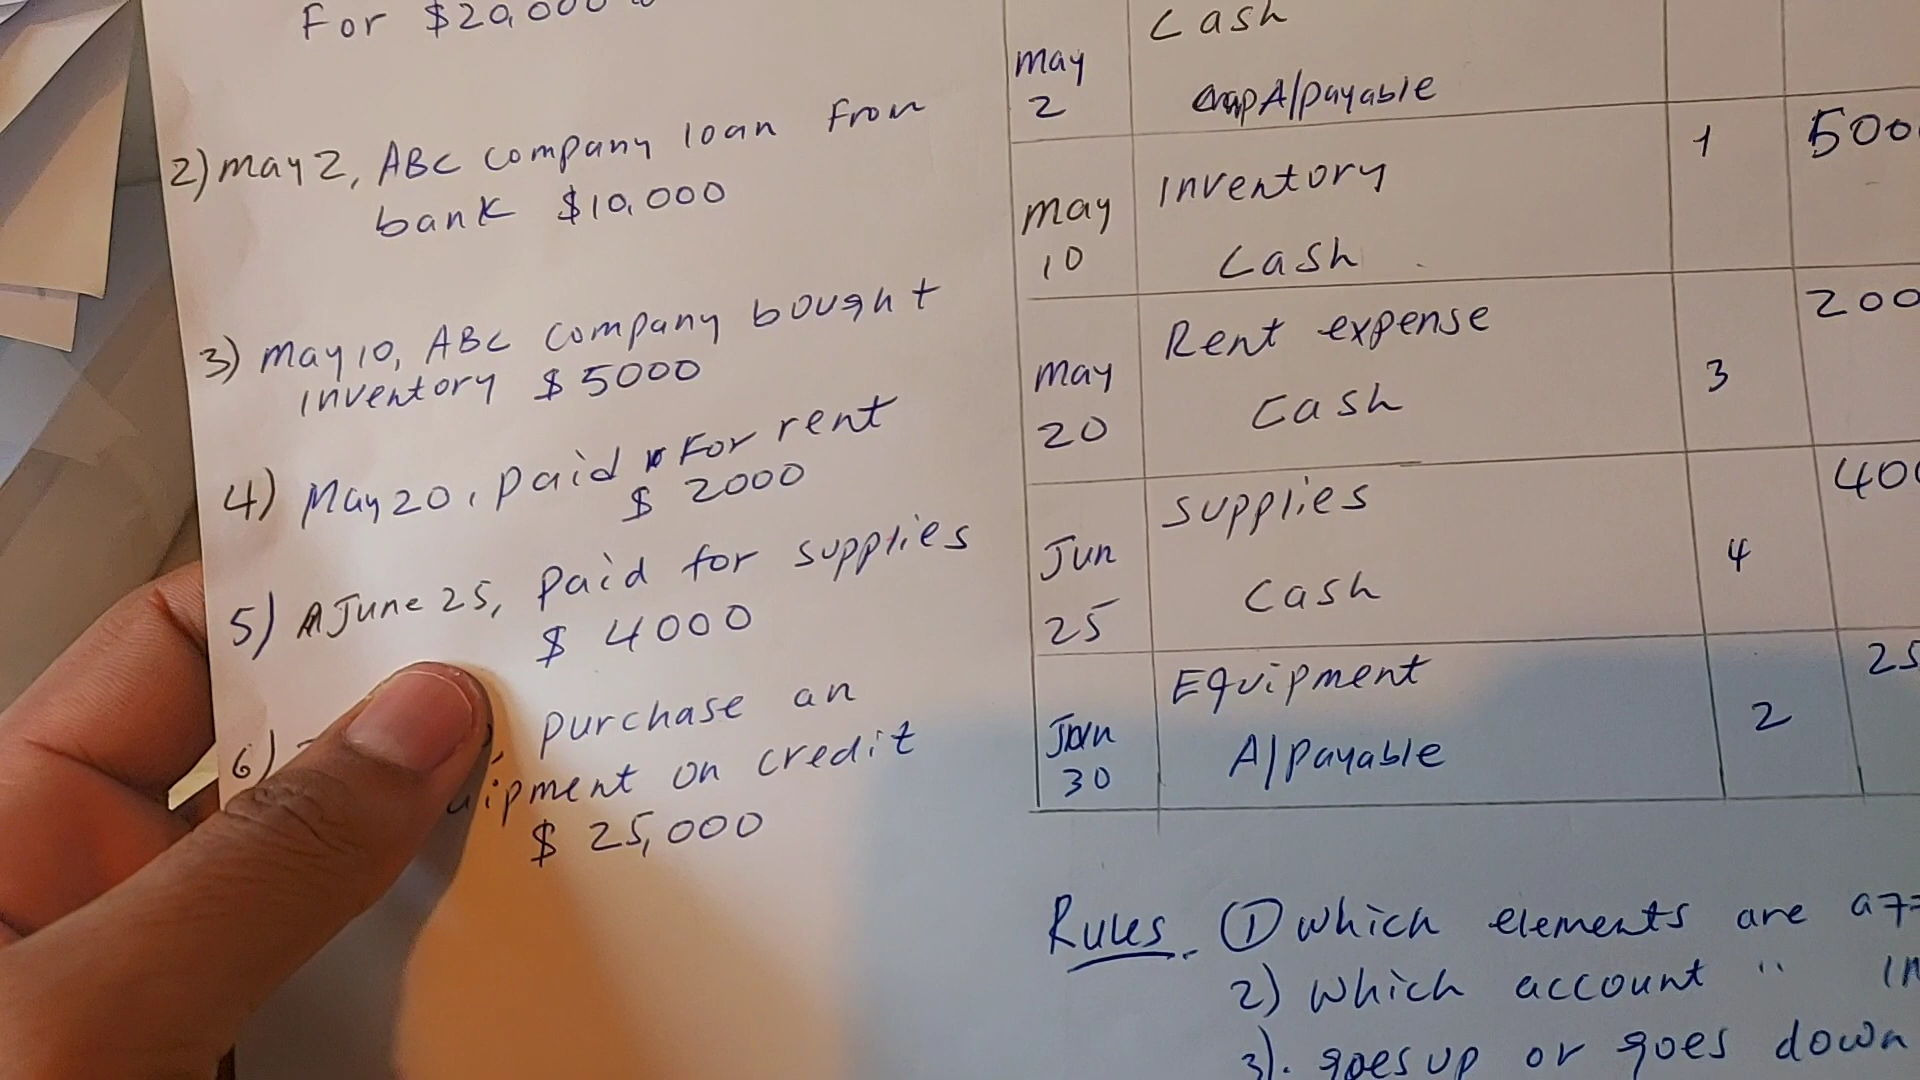 For $20,000
2) may 2, ABC company loan from
bank $10,000
3) may 10, ABC company bought
inventory $5000
4) May 20, paid for rent
$ 2000
5) June 25, Paid for supplies
$ 4000
6)
purchase an
uipment on credit
$ 25,000
Cash
may
2
A/payable
may
10
Inventory
Cash
1
500
may
20
Rent expense
Cash
3
200
Jun
25
Supplies
Cash
4
400
Jun
30
Equipment
A/payable
2
25
Rules. ① which elements are aff
2) which account " in
3). goes up or goes down